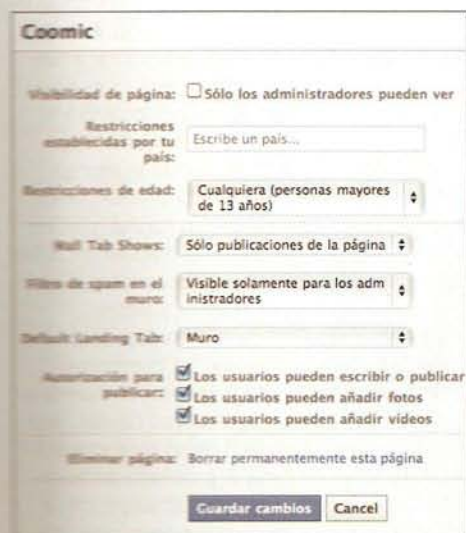 Coomic
Visibilidad de página: Sólo los administradores pueden ver
Restricciones
establecidas por tu
país:
Escribe un país...
Restricciones de edad:
Cualquiera (personas mayores
de 13 años)
Wall Tab Shows: Sólo publicaciones de la página
Filtro de spam en el
muro:
Visible solamente para los adm
inistradores
Default Landing Tab: Muro
Autorización para
publicar:
Los usuarios pueden escribir o publicar
Los usuarios pueden añadir fotos
Los usuarios pueden añadir vídeos
Eliminar página: Borrar permanentemente esta página
Guardar cambios Cancel